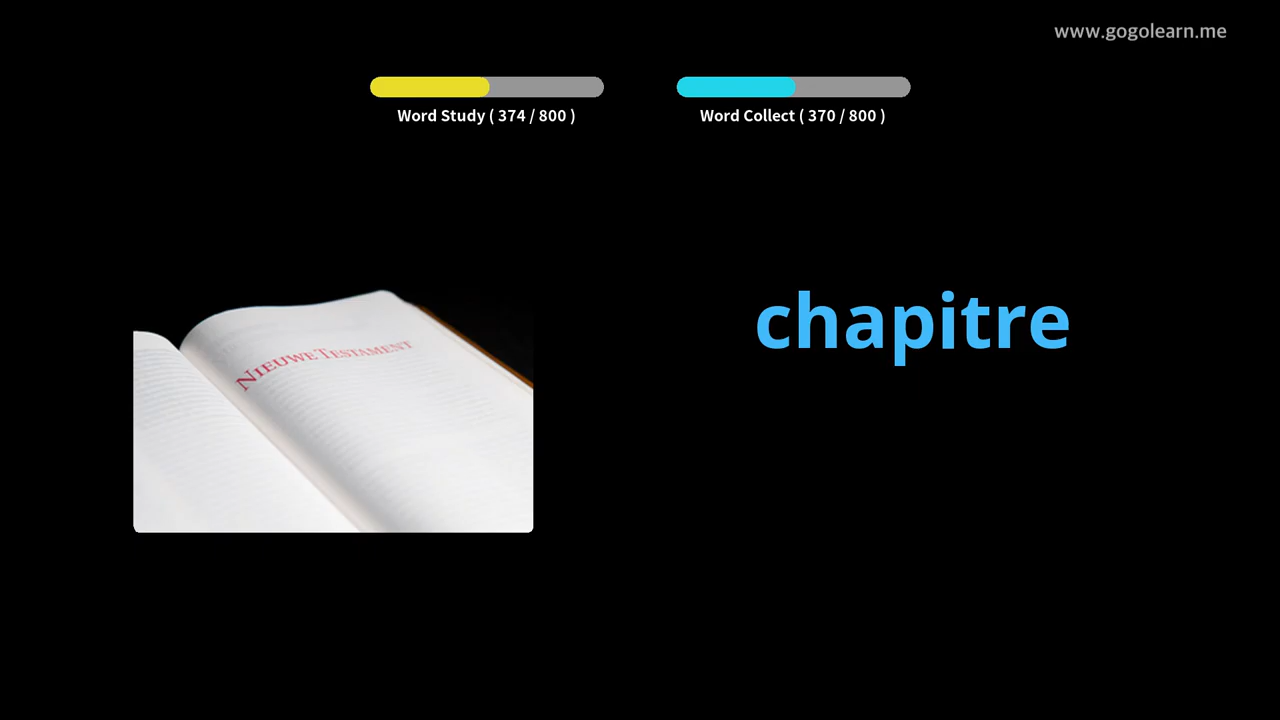 www.gogolearn.me
Word Study ( 374 / 800 )
Word Collect ( 370 / 800 )
NIEUWE TESTAMENT
chapitre